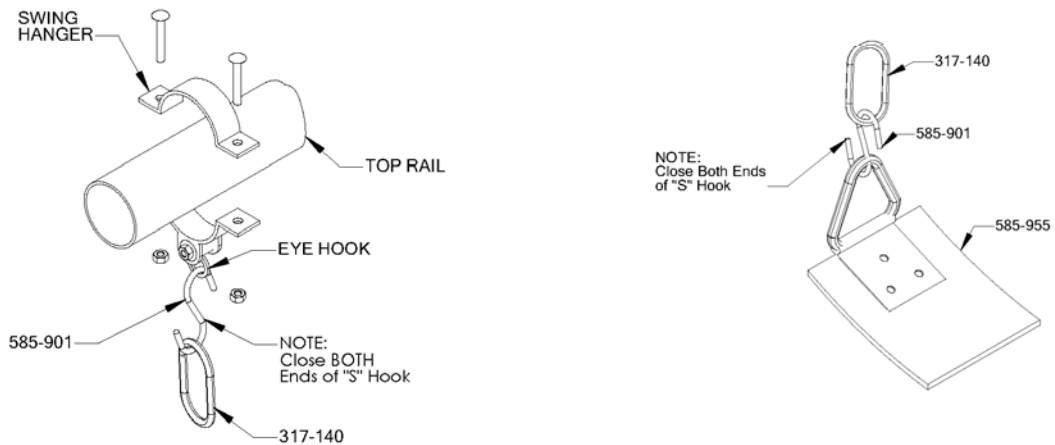 SWING
HANGER
TOP RAIL
EYE HOOK
585-901
NOTE:
Close BOTH
Ends of "S" Hook
317-140
317-140
585-901
NOTE:
Close Both Ends
of "S" Hook
585-955